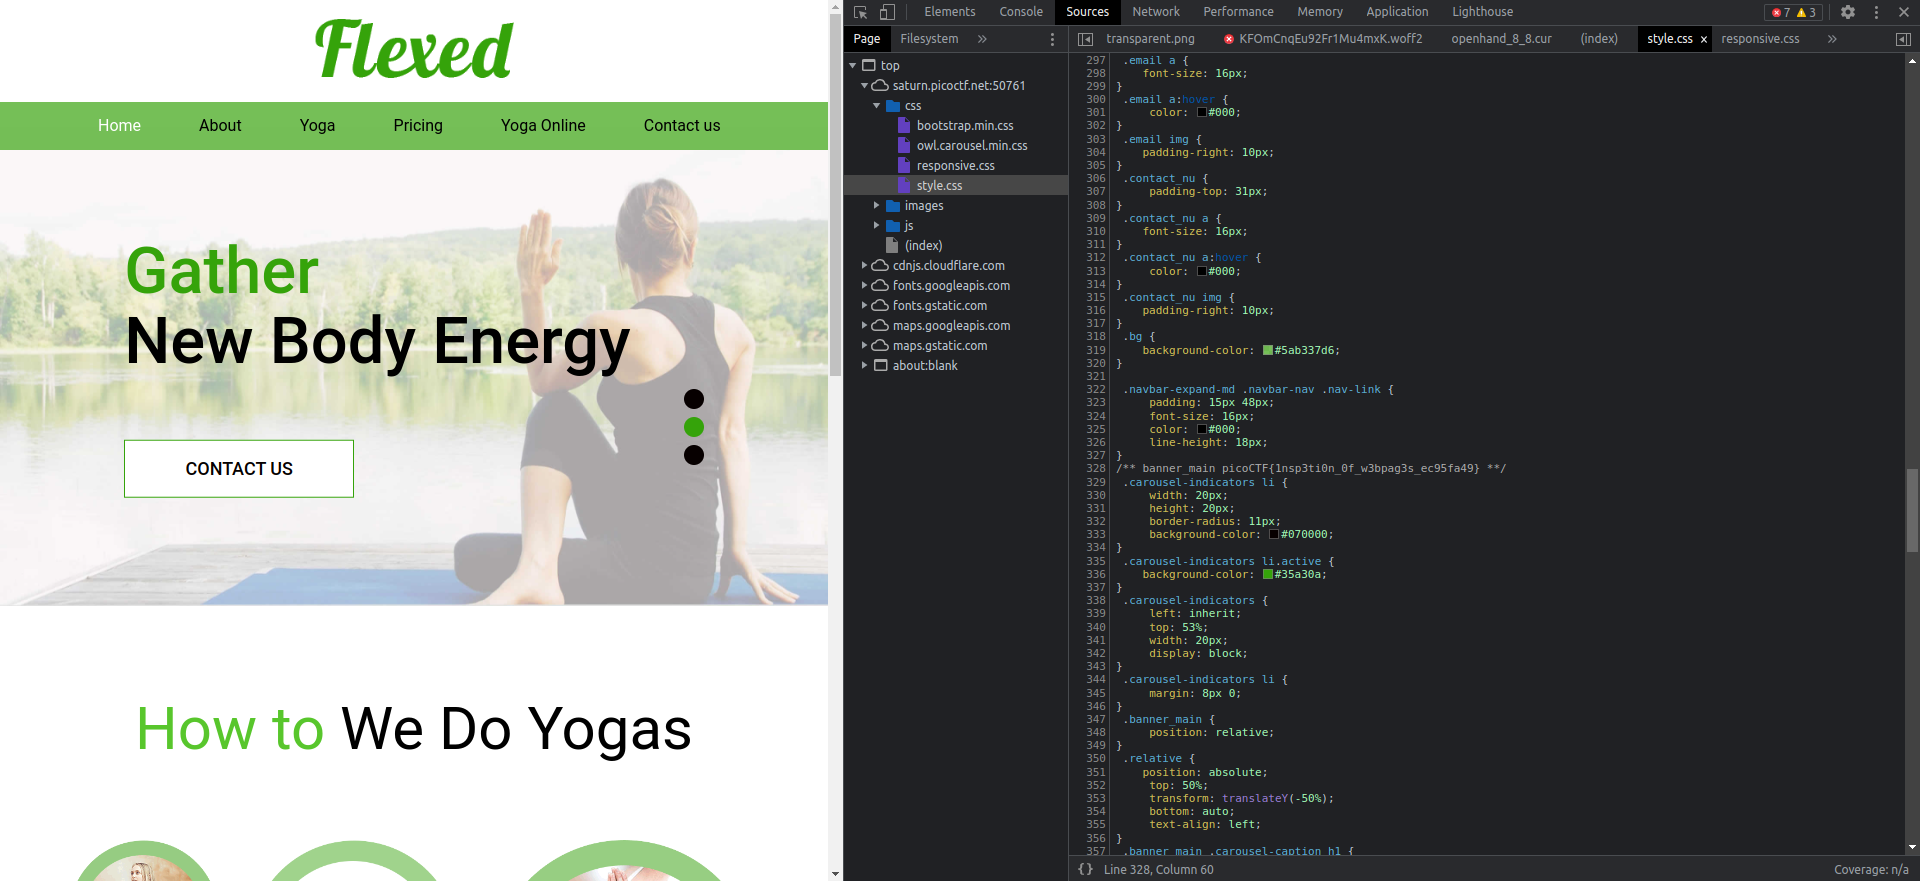 Flexed
Home About Yoga Pricing Yoga Online Contact us
Gather
New Body Energy
CONTACT US
How to We Do Yogas
Elements Console Sources Network Performance Memory Application Lighthouse 7 3
Page Filesystem »
top
saturn.picoctf.net:50761
css
bootstrap.min.css
owl.carousel.min.css
responsive.css
style.css
images
js
(index)
cdnjs.cloudflare.com
fonts.googleapis.com
fonts.gstatic.com
maps.googleapis.com
maps.gstatic.com
about:blank
transparent.png KFOmCnqEu92Fr1Mu4mxK.woff2 openhand_8_8.cur (index) style.css × responsive.css »
297 .email a {
298 font-size: 16px;
299 }
300 .email a:hover {
301 color: #000;
302 }
303 .email img {
304 padding-right: 10px;
305 }
306 .contact_nu {
307 padding-top: 31px;
308 }
309 .contact_nu a {
310 font-size: 16px;
311 }
312 .contact_nu a:hover {
313 color: #000;
314 }
315 .contact_nu img {
316 padding-right: 10px;
317 }
318 .bg {
319 background-color: #5ab337d6;
320 }
321
322 .navbar-expand-md .navbar-nav .nav-link {
323 padding: 15px 48px;
324 font-size: 16px;
325 color: #000;
326 line-height: 18px;
327 }
328 /** banner_main picoCTF{1nsp3ti0n_0f_w3bpag3s_ec95fa49} **/
329 .carousel-indicators li {
330 width: 20px;
331 height: 20px;
332 border-radius: 11px;
333 background-color: #070000;
334 }
335 .carousel-indicators li.active {
336 background-color: #35a30a;
337 }
338 .carousel-indicators {
339 left: inherit;
340 top: 53%;
341 width: 20px;
342 display: block;
343 }
344 .carousel-indicators li {
345 margin: 8px 0;
346 }
347 .banner_main {
348 position: relative;
349 }
350 .relative {
351 position: absolute;
352 top: 50%;
353 transform: translateY(-50%);
354 bottom: auto;
355 text-align: left;
356 }
357 .banner_main .carousel-caption h1 {
{} Line 328, Column 60 Coverage: n/a